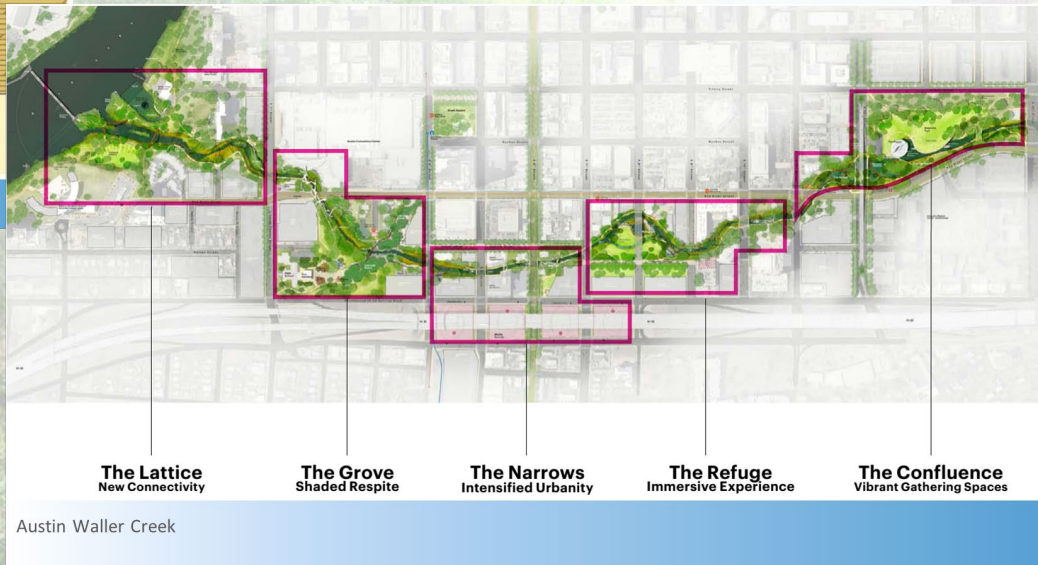 The Lattice
New Connectivity
The Grove
Shaded Respite
The Narrows
Intensified Urbanity
The Refuge
Immersive Experience
The Confluence
Vibrant Gathering Spaces
Austin Waller Creek